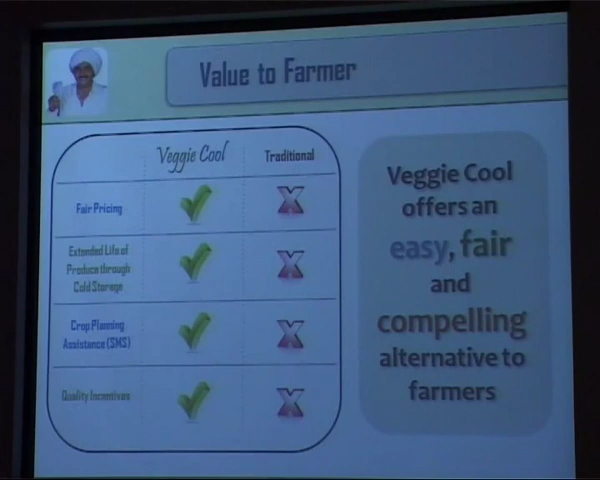 Value to Farmer
Veggie Cool Traditional
Fair Pricing
Extended Life of
Produce through
Cold Storage
Crop Planning
Assistance (SMS)
Quality Incentives
Veggie Cool
offers an
easy, fair
and
compelling
alternative to
farmers